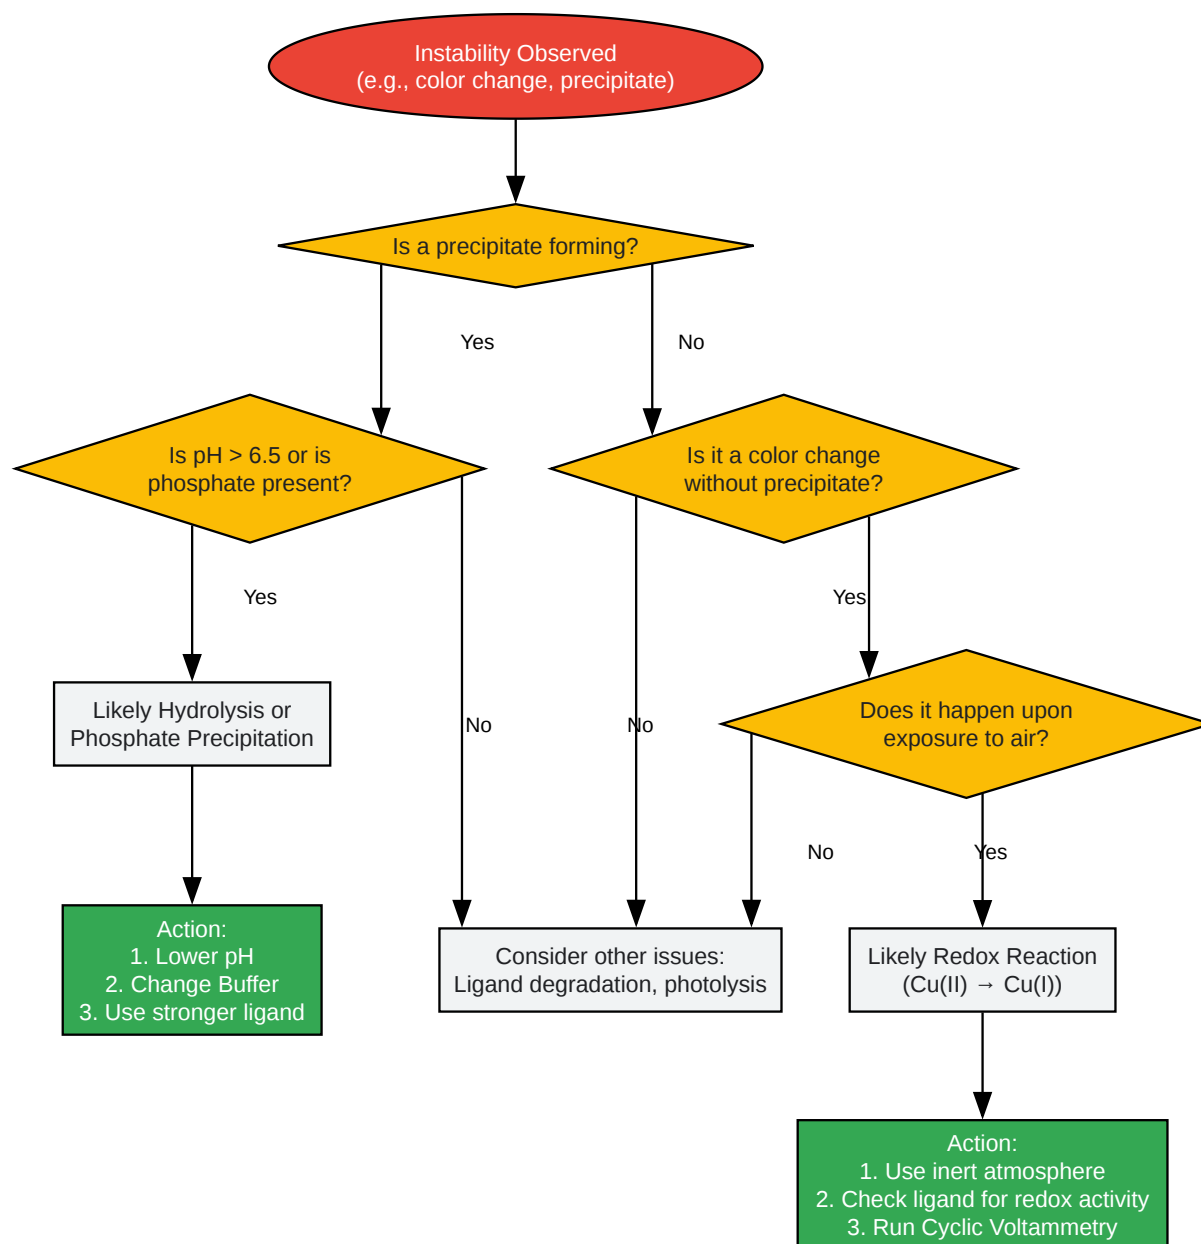 Instability Observed
(e.g., color change, precipitate)
Is a precipitate forming?
Yes
No
Is pH > 6.5 or is
phosphate present?
Is it a color change
without precipitate?
Yes
Yes
Likely Hydrolysis or
Phosphate Precipitation
No
No
Does it happen upon
exposure to air?
No
Yes
Action:
1. Lower pH
2. Change Buffer
3. Use stronger ligand
Consider other issues:
Ligand degradation, photolysis
Likely Redox Reaction
(Cu(II) → Cu(I))
Action:
1. Use inert atmosphere
2. Check ligand for redox activity
3. Run Cyclic Voltammetry